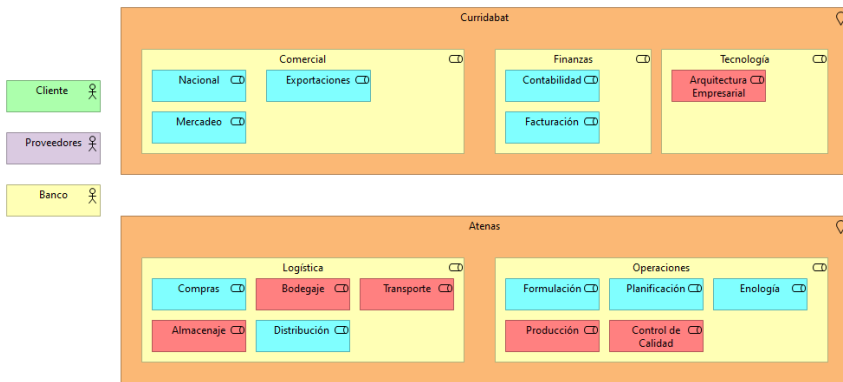 Curridabat
Comercial
Finanzas
Tecnología
Nacional
Exportaciones
Contabilidad
Arquitectura
Empresarial
Cliente
Mercadeo
Facturación
Proveedores
Banco
Atenas
Logística
Operaciones
Compras
Bodegaje
Transporte
Formulación
Planificación
Enología
Almacenaje
Distribución
Producción
Control de
Calidad